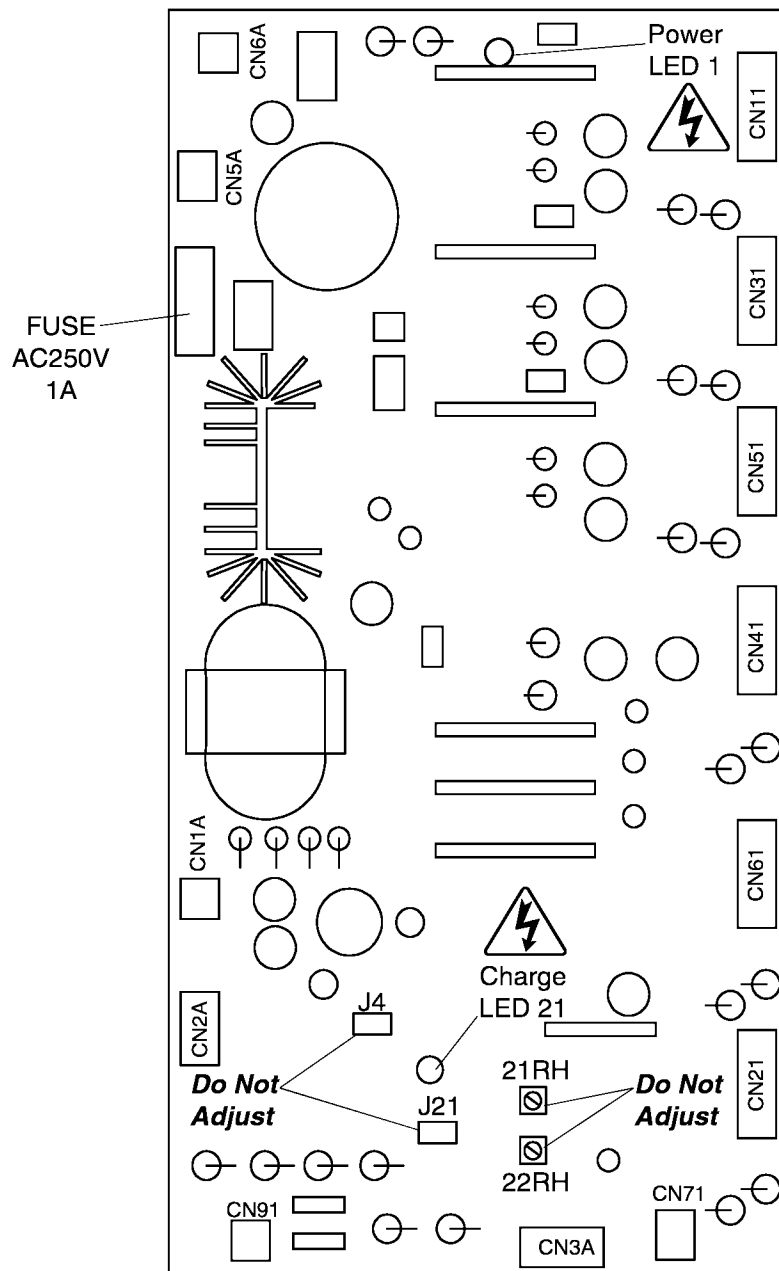 CN6A
Power
LED 1
CN11
CN5A
CN31
FUSE
AC250V
1A
CN51
CN41
CN1A
CN61
Charge
LED 21
J4
CN2A
Do Not
Adjust
21RH
Do Not
Adjust
CN21
J21
22RH
CN71
CN91
CN3A